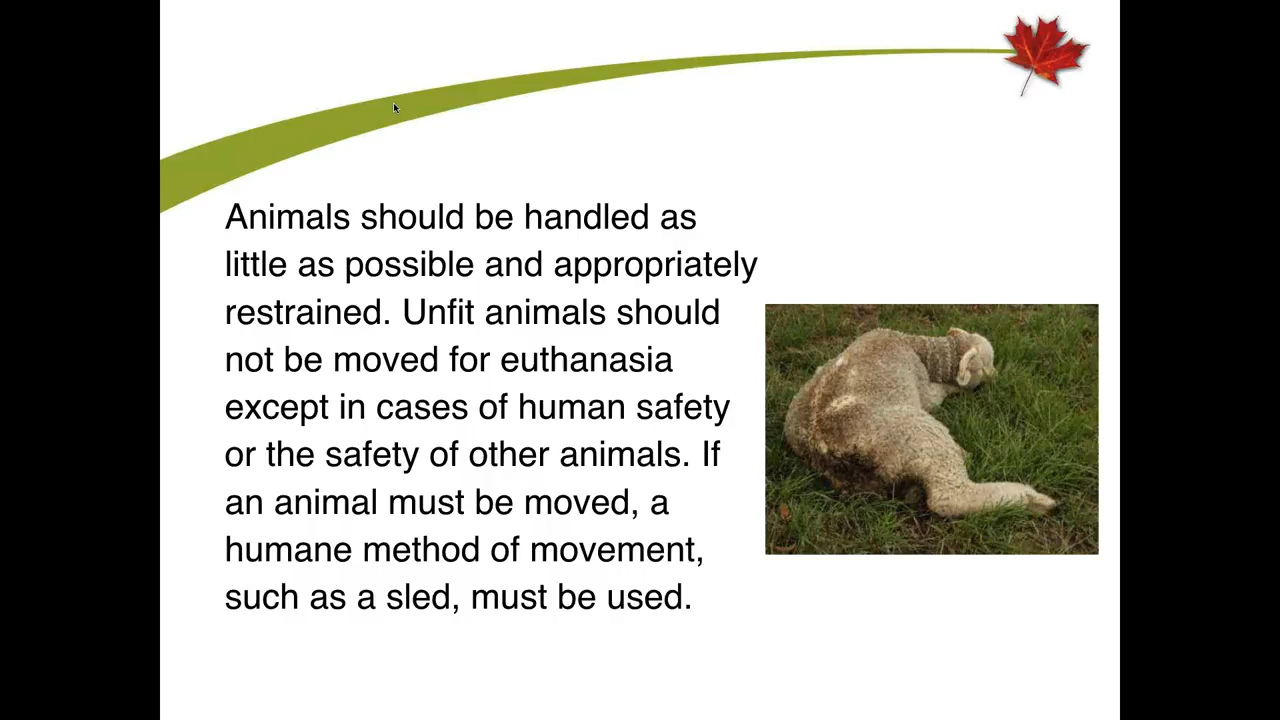 Animals should be handled as
little as possible and appropriately
restrained. Unfit animals should
not be moved for euthanasia
except in cases of human safety
or the safety of other animals. If
an animal must be moved, a
humane method of movement,
such as a sled, must be used.